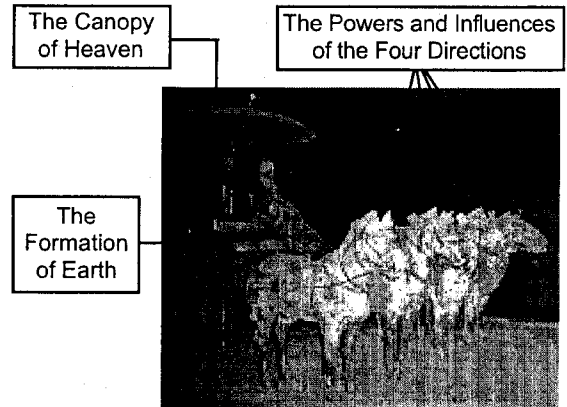 The Canopy
of Heaven
The Powers and Influences
of the Four Directions
The
Formation
of Earth